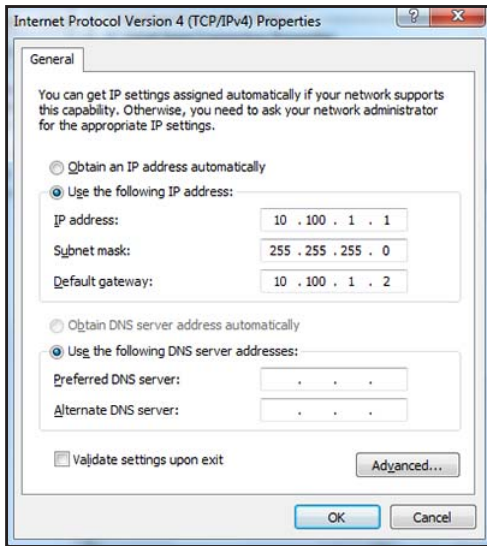 Internet Protocol Version 4 (TCP/IPv4) Properties
General
You can get IP settings assigned automatically if your network supports
this capability. Otherwise, you need to ask your network administrator
for the appropriate IP settings.
Obtain an IP address automatically
Use the following IP address:
IP address: 10 . 100 . 1 . 1
Subnet mask: 255 . 255 . 255 . 0
Default gateway: 10 . 100 . 1 . 2
Obtain DNS server address automatically
Use the following DNS server addresses:
Preferred DNS server: . . .
Alternate DNS server: . . .
Validate settings upon exit
Advanced...
OK Cancel